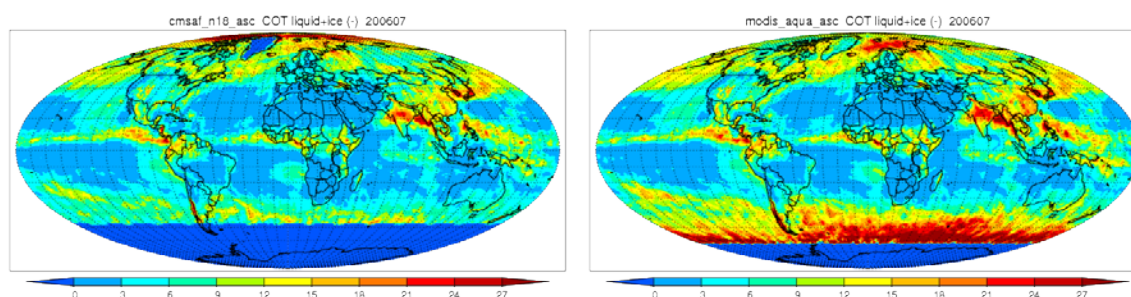 cmsaf_n18_asc COT liquid+ice (-) 200607
modis_aqua_asc COT liquid+ice (-) 200607
0 3 6 9 12 15 18 21 24 27
0 3 6 9 12 15 18 21 24 27